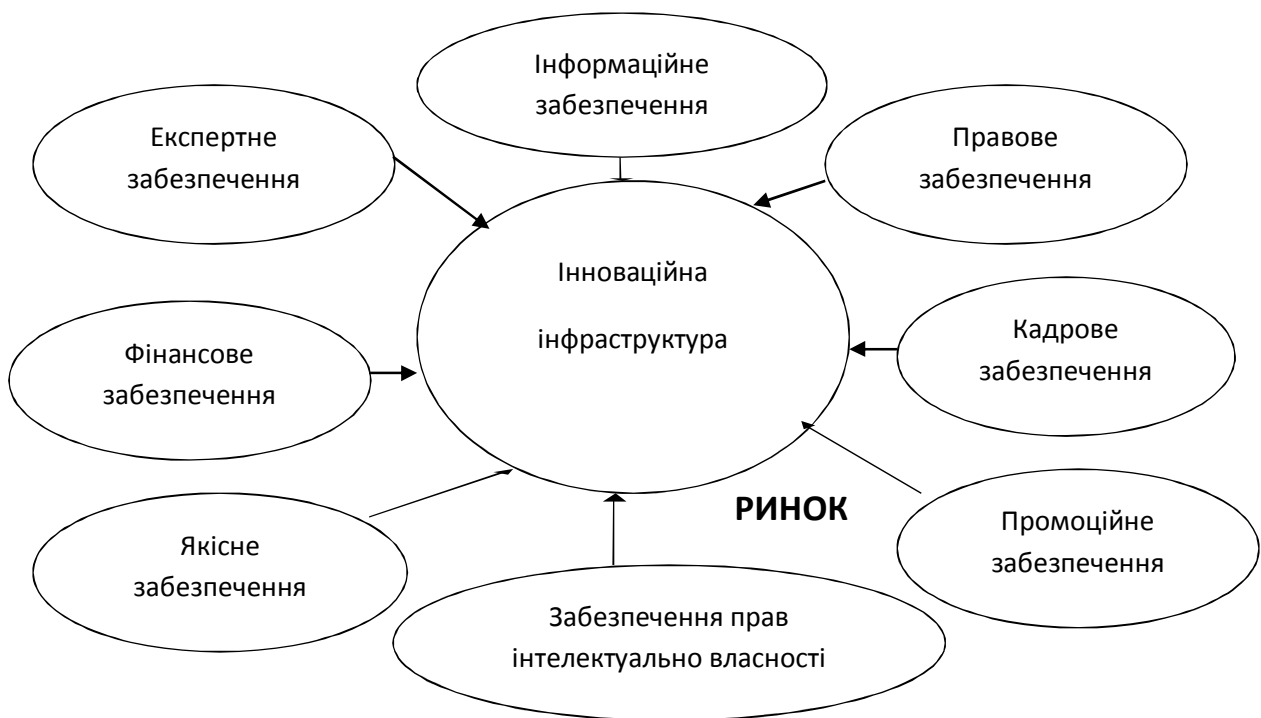 Інформаційне
забезпечення
Експертне
забезпечення
Правове
забезпечення
Інноваційна
інфраструктура
Фінансове
забезпечення
Кадрове
забезпечення
РИНОК
Якісне
забезпечення
Промоційне
забезпечення
Забезпечення прав
інтелектуально власності